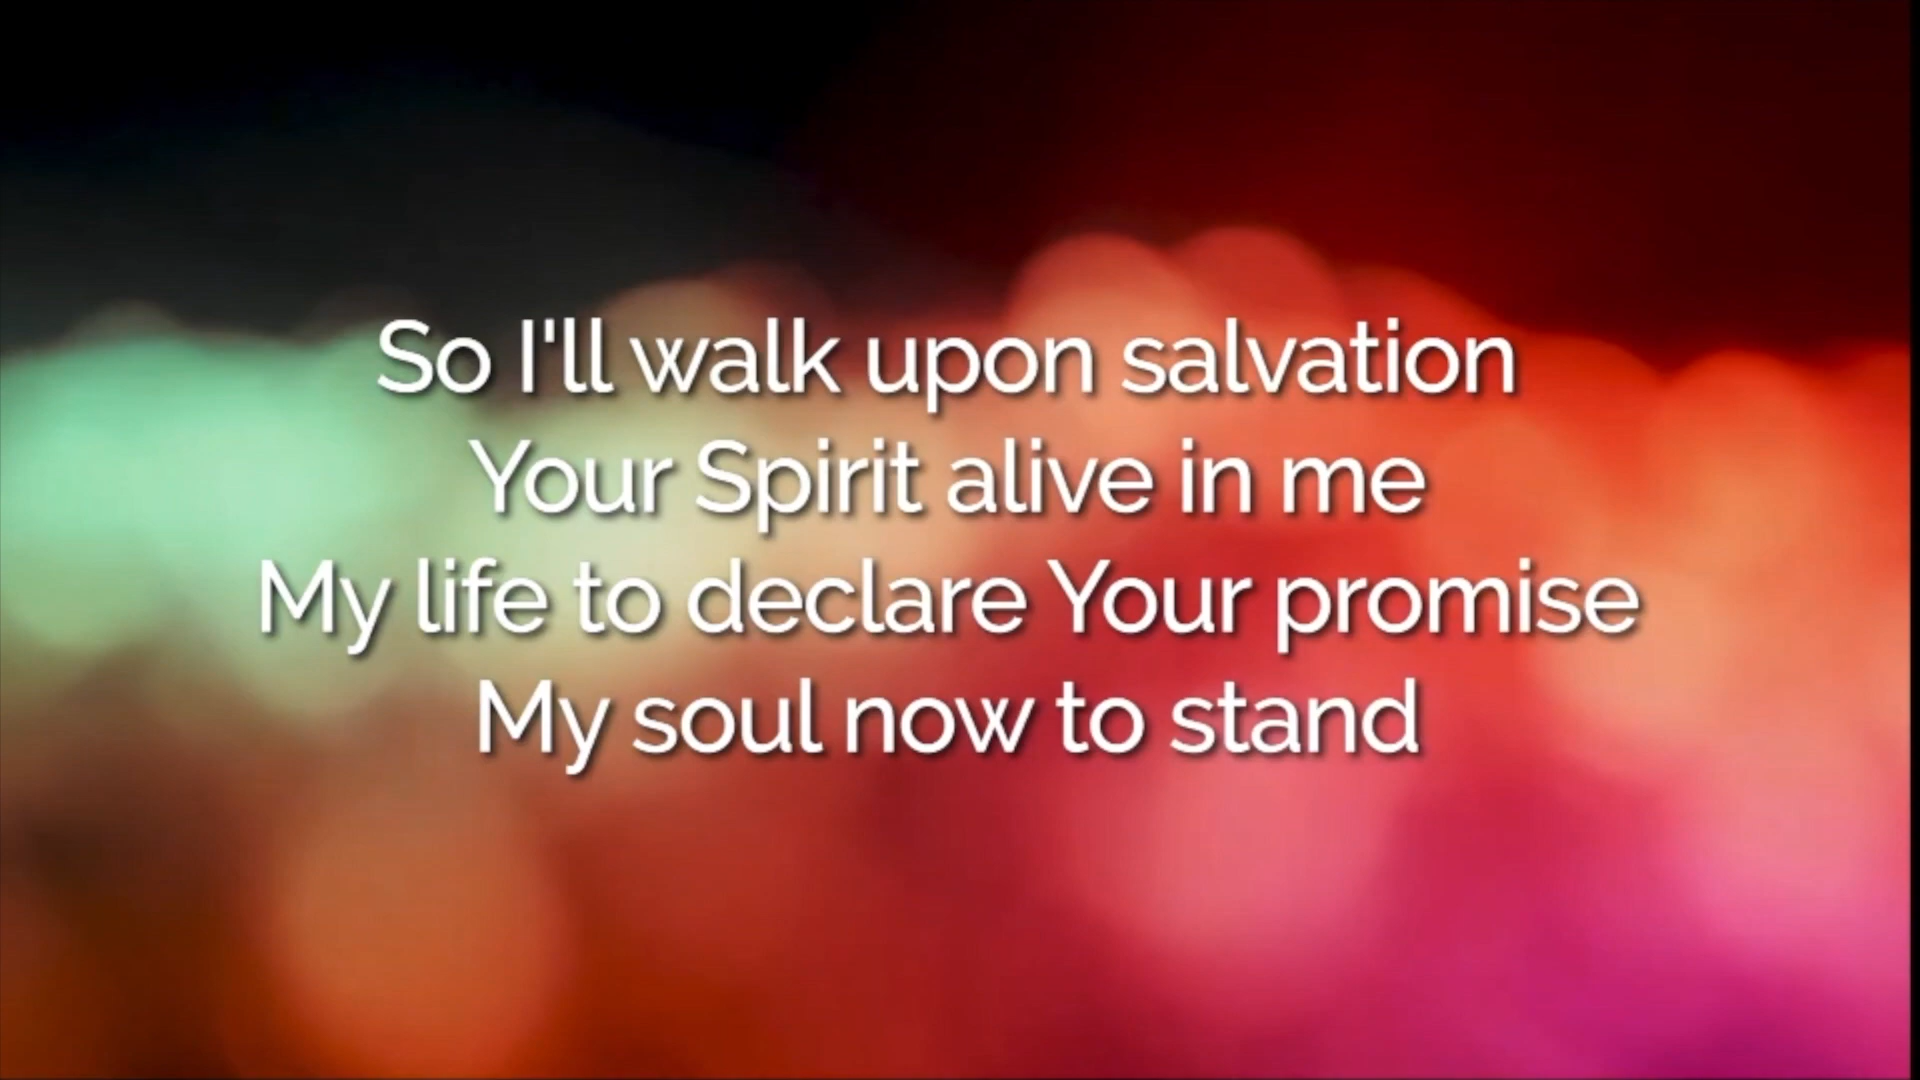 So I'll walk upon salvation
Your Spirit alive in me
My life to declare Your promise
My soul now to stand